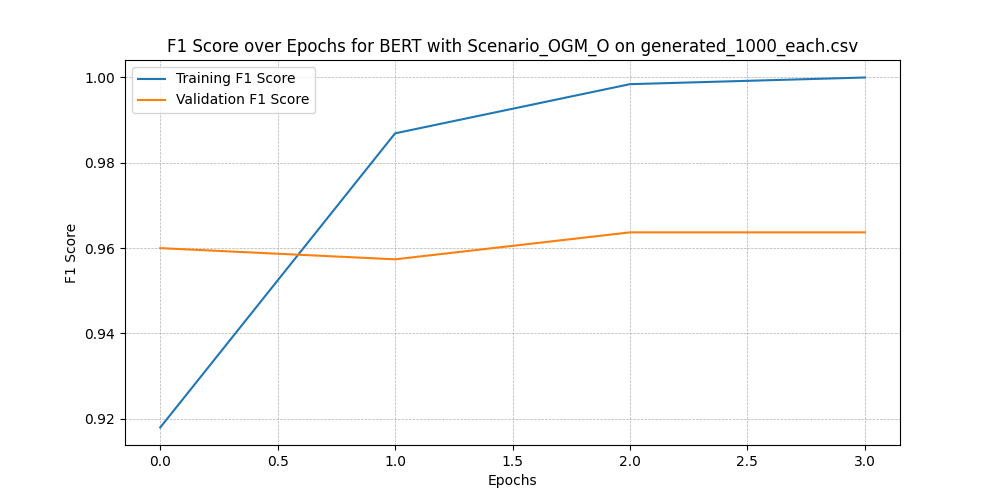 F1 Score over Epochs for BERT with Scenario_OGM_O on generated_1000_each.csv
Training F1 Score
Validation F1 Score
F1 Score
1.00
0.98
0.96
0.94
0.92
0.0
0.5
1.0
1.5
2.0
2.5
3.0
Epochs